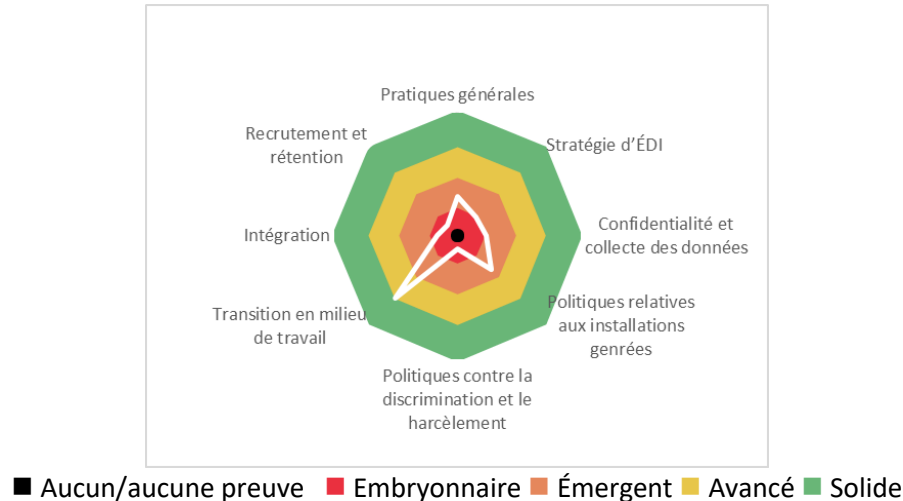 Pratiques générales
Recrutement et
rétention
Stratégie d’ÉDI
Intégration
Confidentialité et
collecte des données
Transition en milieu
de travail
Politiques relatives
aux installations
genrées
Politiques contre la
discrimination et le
harcèlement
Aucun/aucune preuve Embryonnaire Émergent Avancé Solide